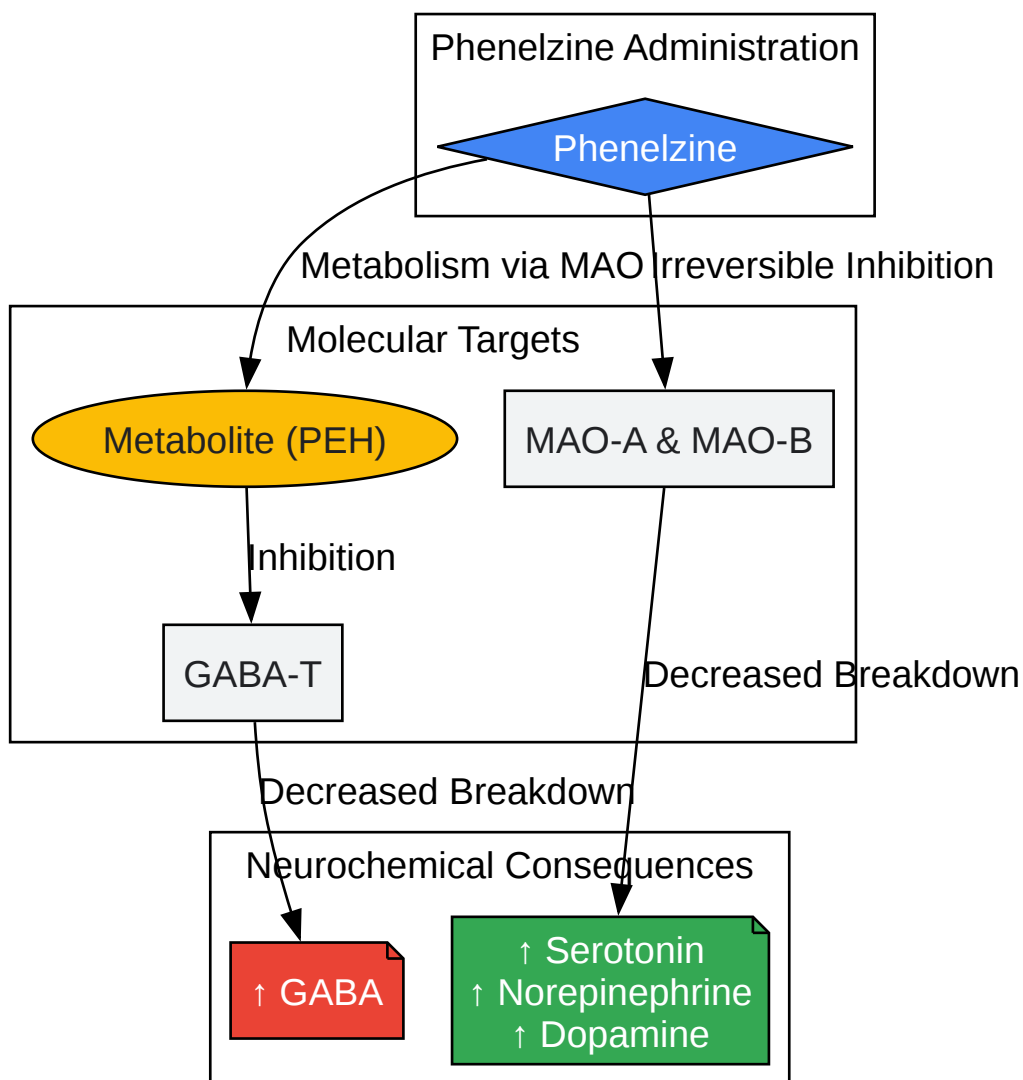 Phenelzine Administration
Phenelzine
Metabolism via MAO
Irreversible Inhibition
Molecular Targets
Metabolite (PEH)
MAO-A & MAO-B
Inhibition
GABA-T
Decreased Breakdown
Decreased Breakdown
Neurochemical Consequences
↑ GABA
↑ Serotonin
↑ Norepinephrine
↑ Dopamine